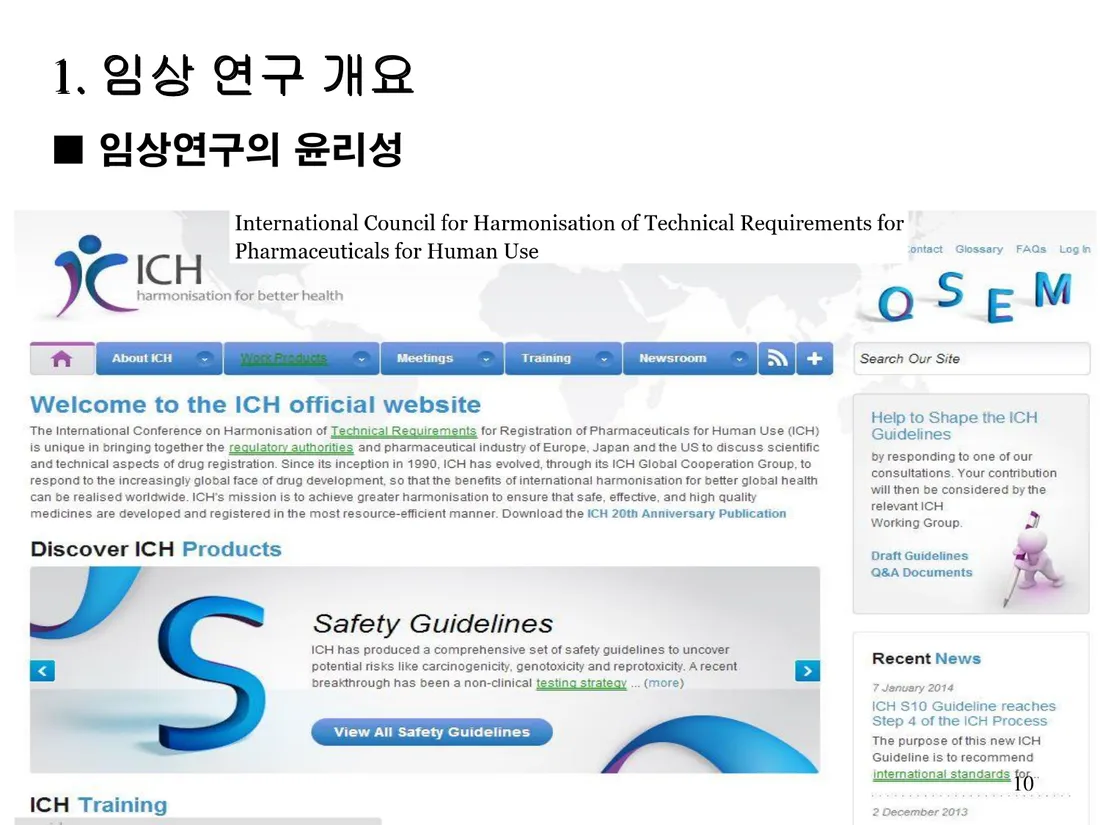 1. 임상 연구 개요
■ 임상연구의 윤리성
International Council for Harmonisation of Technical Requirements for
Pharmaceuticals for Human Use
ICH
harmonisation for better health
Contact Glossary FAQs Log In
Q S E M
About ICH Work Products Meetings Training Newsroom
Search Our Site
Welcome to the ICH official website
The International Conference on Harmonisation of Technical Requirements for Registration of Pharmaceuticals for Human Use (ICH)
is unique in bringing together the regulatory authorities and pharmaceutical industry of Europe, Japan and the US to discuss scientific
and technical aspects of drug registration. Since its inception in 1990, ICH has evolved, through its ICH Global Cooperation Group, to
respond to the increasingly global face of drug development, so that the benefits of international harmonisation for better global health
can be realised worldwide. ICH's mission is to achieve greater harmonisation to ensure that safe, effective, and high quality
medicines are developed and registered in the most resource-efficient manner. Download the ICH 20th Anniversary Publication
Discover ICH Products
S
Safety Guidelines
ICH has produced a comprehensive set of safety guidelines to uncover
potential risks like carcinogenicity, genotoxicity and reprotoxicity. A recent
breakthrough has been a non-clinical testing strategy ... (more)
View All Safety Guidelines
ICH Training
Help to Shape the ICH
Guidelines
by responding to one of our
consultations. Your contribution
will then be considered by the
relevant ICH
Working Group.
Draft Guidelines
Q&A Documents
Recent News
7 January 2014
ICH S10 Guideline reaches
Step 4 of the ICH Process
The purpose of this new ICH
Guideline is to recommend
international standards for...
10
2 December 2013